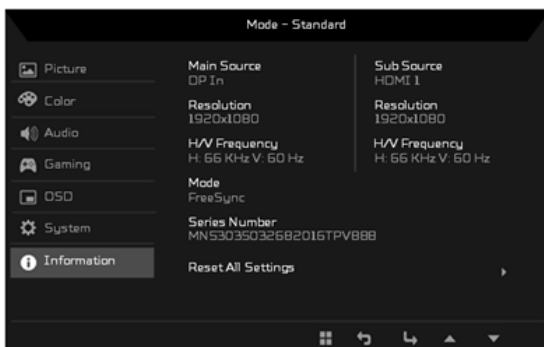 Mode - Standard
Picture
Color
Audio
Gaming
OSD
System
Information
Main Source
DP In
Resolution
1920x1080
H/V Frequency
H: 66 KHz V: 60 Hz
Sub Source
HDMI 1
Resolution
1920x1080
H/V Frequency
H: 66 KHz V: 60 Hz
Mode
FreeSync
Series Number
MNS3035032682016TPV888
Reset All Settings